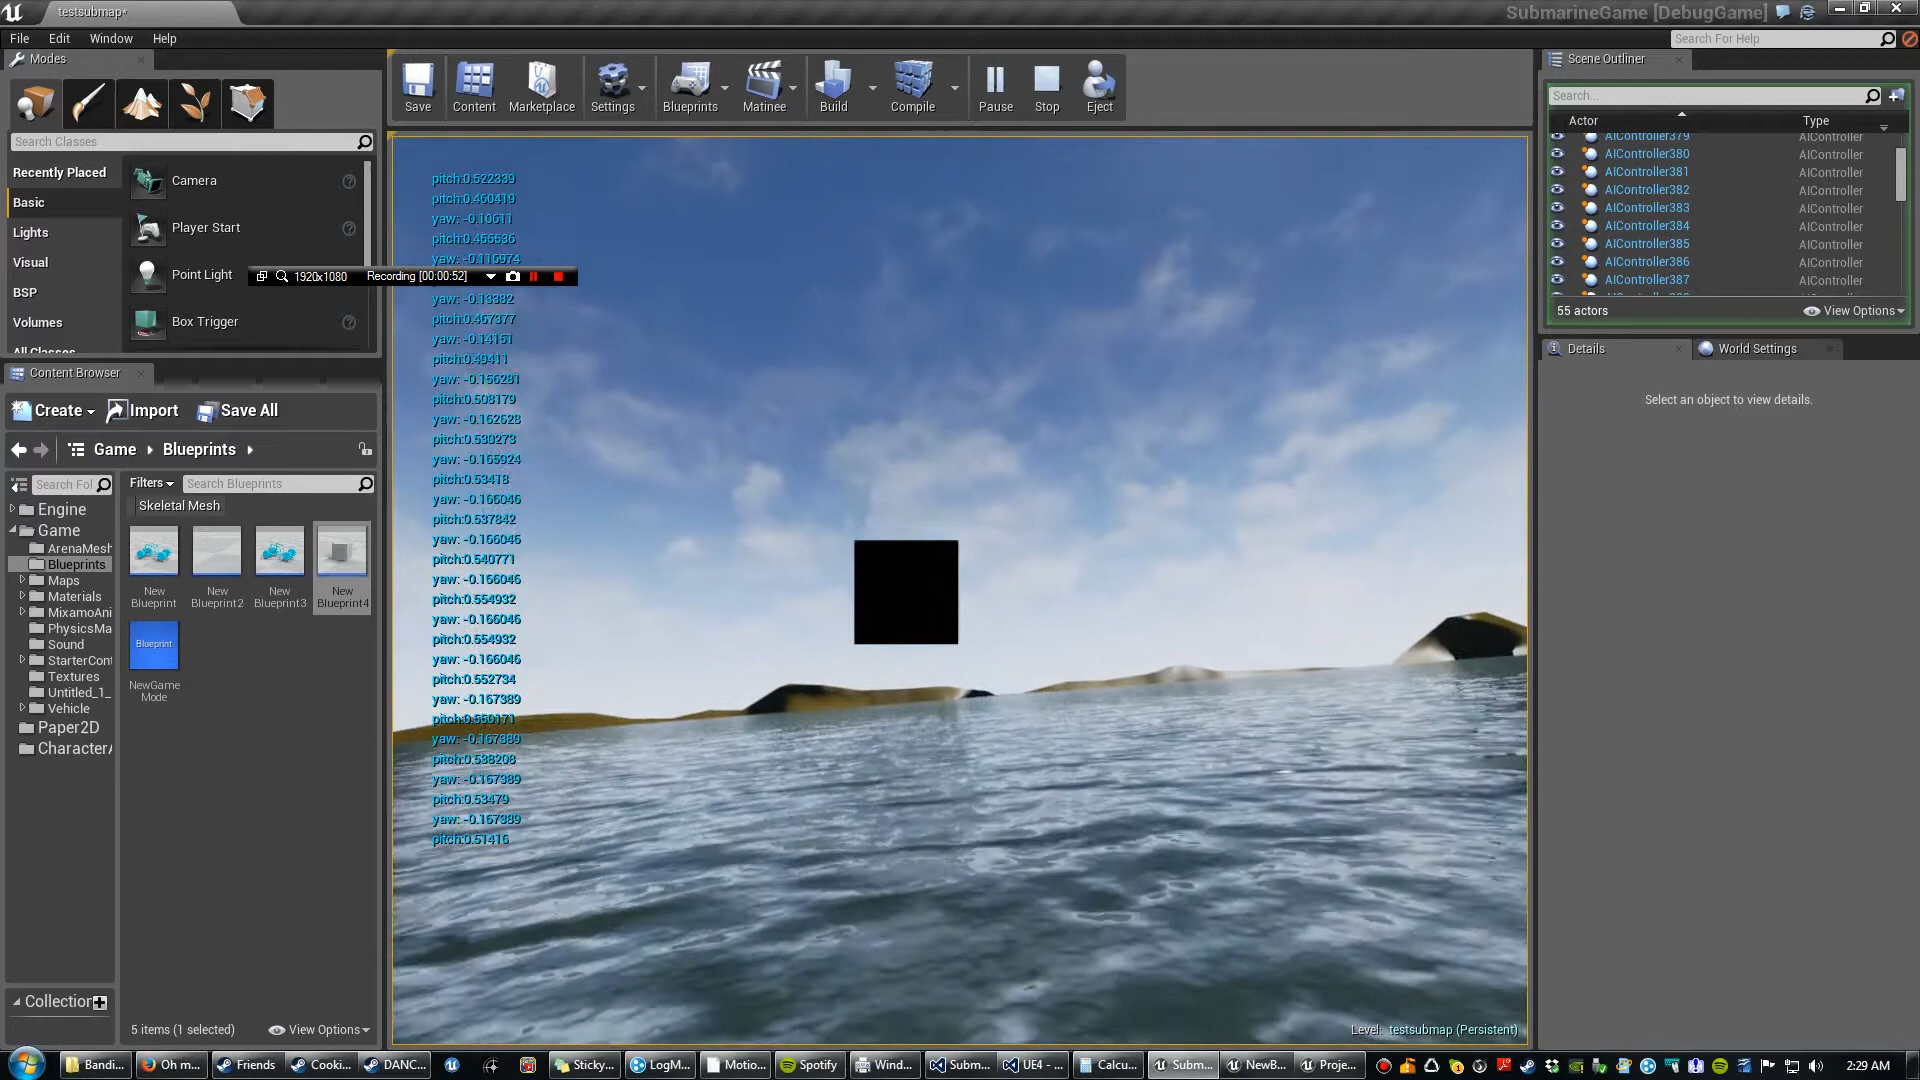 testsubmap*
SubmarineGame [DebugGame]
File Edit Window Help
Search For Help
Modes
Search Classes
Recently Placed
Basic
Lights
Visual
BSP
Volumes
All Classes
Camera
Player Start
Point Light
Box Trigger
1920x1080 Recording [00:00:52]
Save
Content
Marketplace
Settings
Blueprints
Matinee
Build
Compile
Pause
Stop
Eject
pitch:0.522339
pitch:0.460419
yaw: -0.10611
pitch:0.455536
yaw: -0.116974
yaw: -0.13382
pitch:0.467377
yaw: -0.14151
pitch:0.49411
yaw: -0.156281
pitch:0.508179
yaw: -0.162628
pitch:0.530273
yaw: -0.165924
pitch:0.53418
yaw: -0.166046
pitch:0.537842
yaw: -0.166046
pitch:0.540771
yaw: -0.166046
pitch:0.554932
yaw: -0.166046
pitch:0.554932
yaw: -0.166046
pitch:0.552734
yaw: -0.167389
pitch:0.550171
yaw: -0.167389
pitch:0.538208
yaw: -0.167389
pitch:0.53479
yaw: -0.167389
pitch:0.51416
Level: testsubmap (Persistent)
Content Browser
Create Import Save All
Game Blueprints
Search Fol
Filters Search Blueprints
Skeletal Mesh
Engine
Game
ArenaMesh
Blueprints
Maps
Materials
MixamoAni
PhysicsMa
Sound
StarterCont
Textures
Untitled_1_
Vehicle
Paper2D
CharacterA
New Blueprint
New Blueprint2
New Blueprint3
New Blueprint4
Blueprint
NewGame Mode
Collection
5 items (1 selected) View Options
Scene Outliner
Search...
Actor Type
AIController379 AIController
AIController380 AIController
AIController381 AIController
AIController382 AIController
AIController383 AIController
AIController384 AIController
AIController385 AIController
AIController386 AIController
AIController387 AIController
55 actors View Options
Details World Settings
Select an object to view details.
Bandi... Oh m... Friends Cooki... DANC... Sticky... LogM... Motio... Spotify Wind... Subm... UE4 - ... Calcu... Subm... NewB... Proje... 2:29 AM